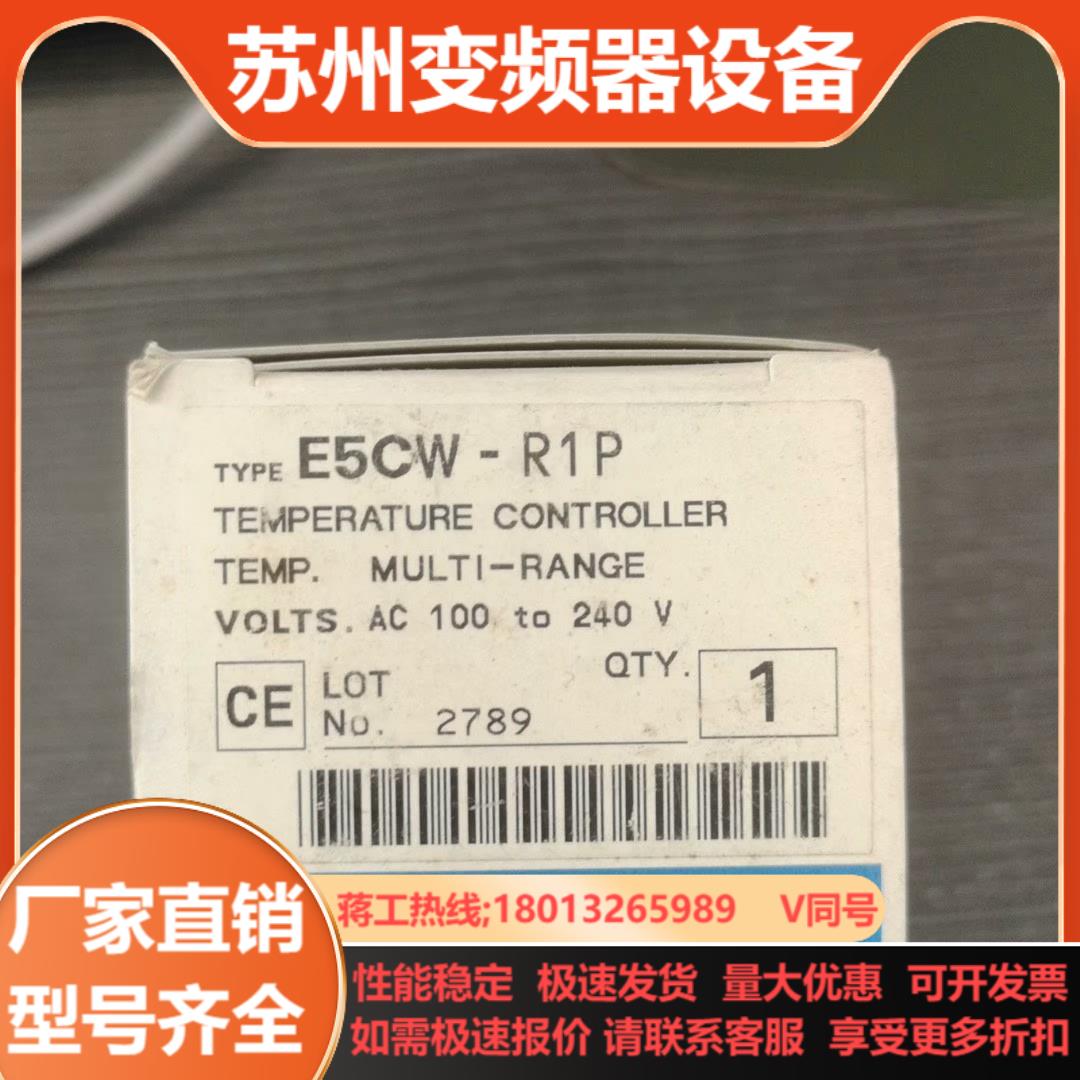 苏州变频器设备
TYPE E5CW - R1P
TEMPERATURE CONTROLLER
TEMP. MULTI-RANGE
VOLTS. AC 100 to 240 V
CE
LOT No. 2789
QTY. 1
蒋工热线;18013265989 V同号
厂家直销
型号齐全
性能稳定 极速发货 量大优惠 可开发票
如需极速报价 请联系客服 享受更多折扣